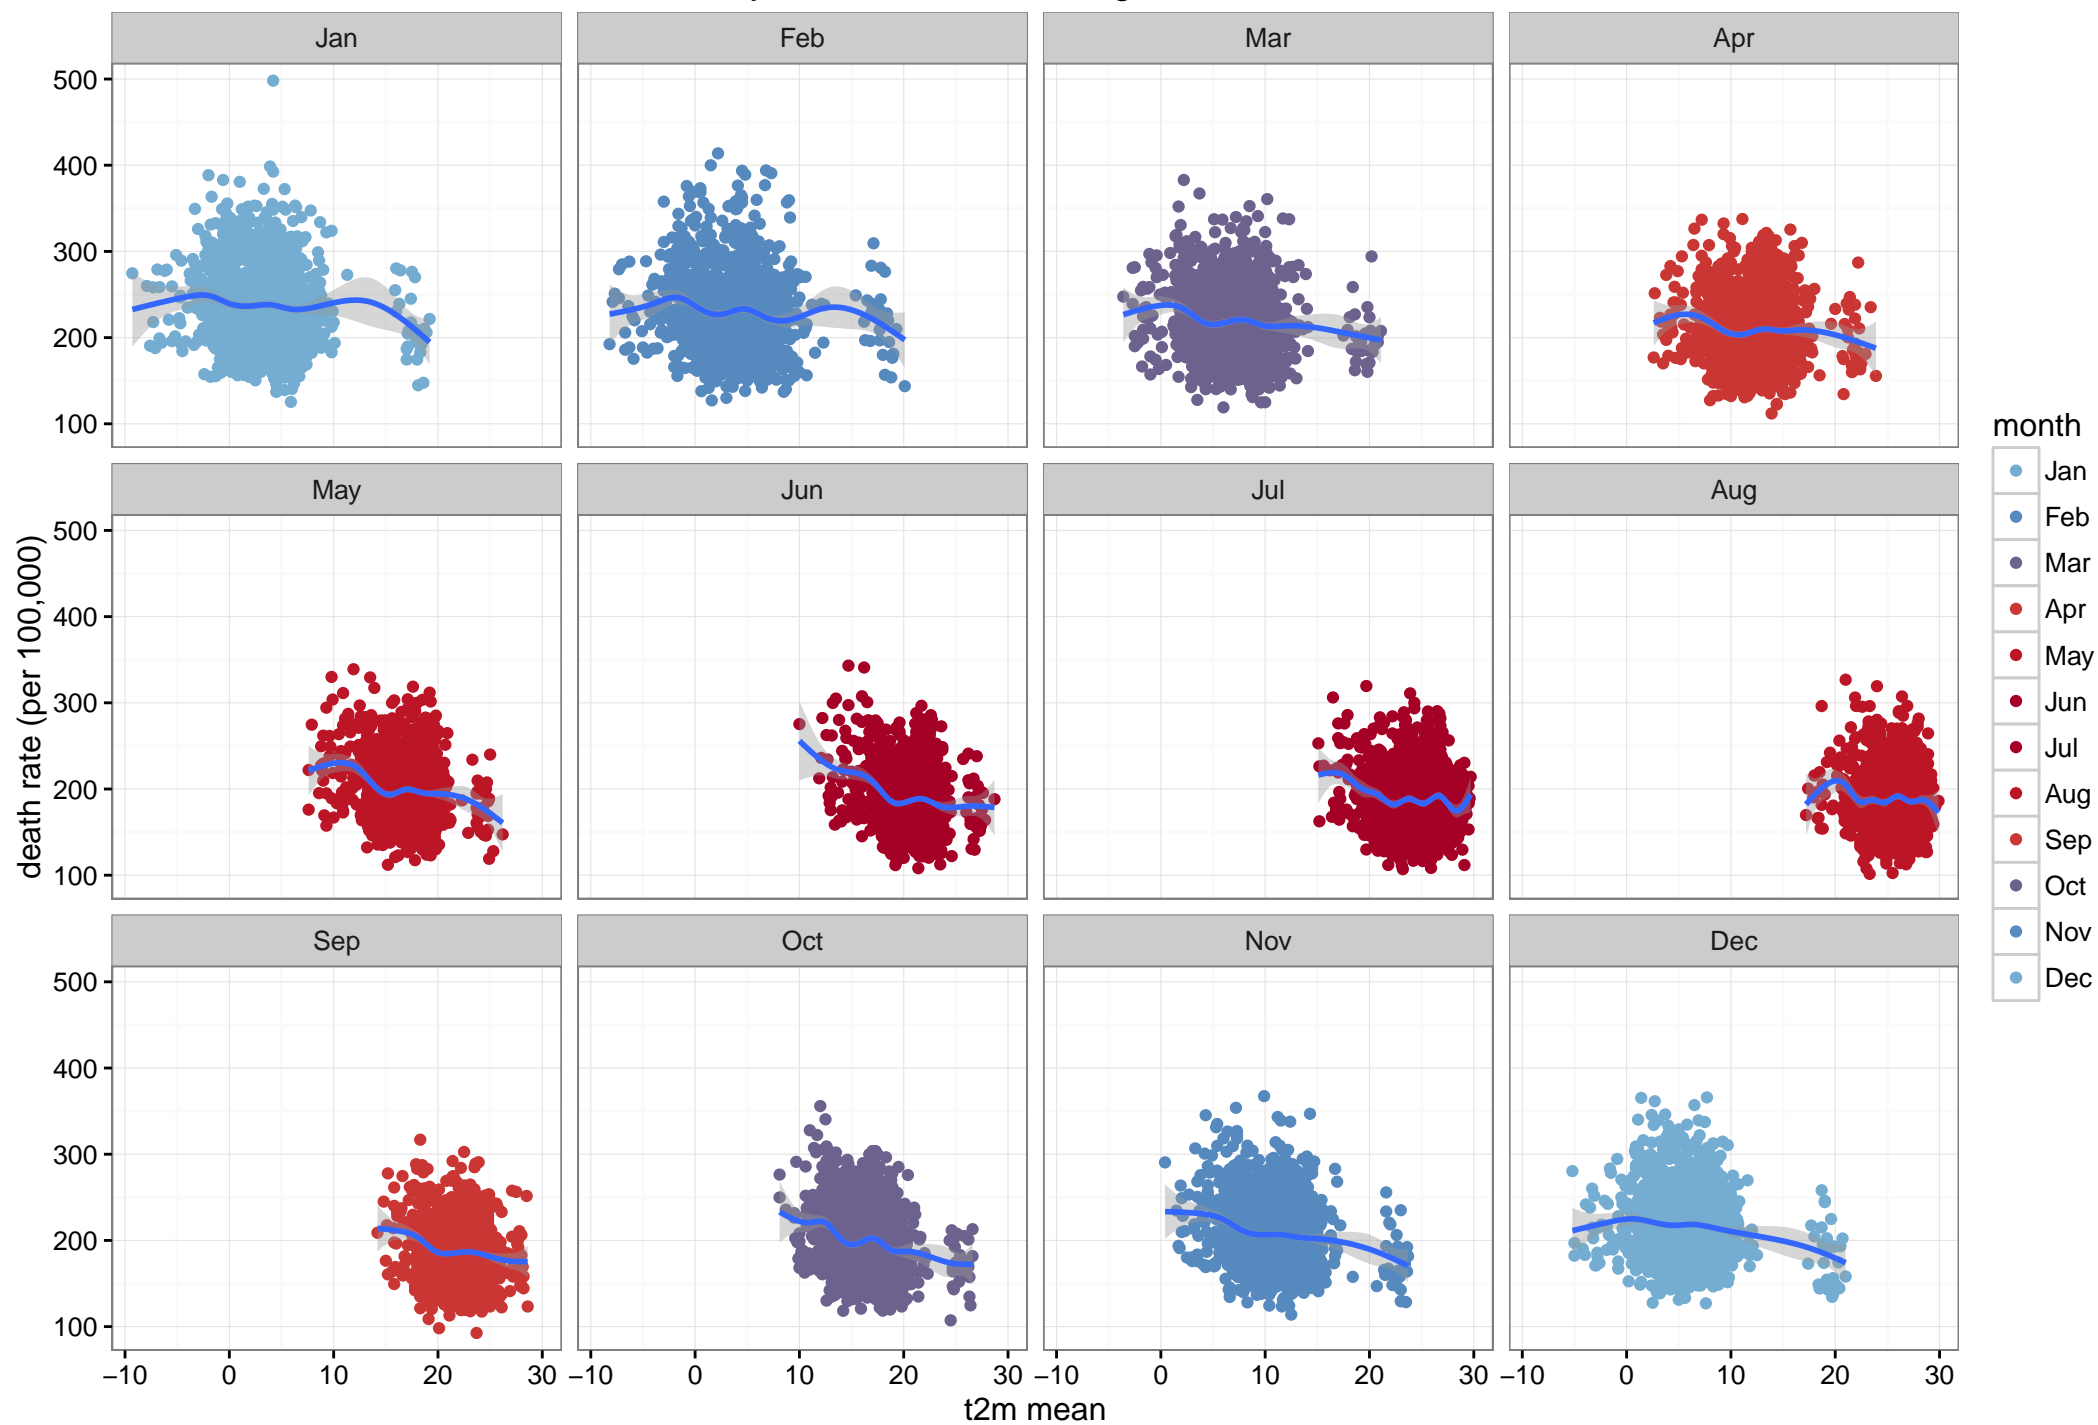 Jan Feb Mar Apr
500
400
300
200
100
May Jun Jul Aug
500
400
300
200
100
Sep Oct Nov Dec
500
400
300
200
100
−10 0 10 20 30 −10 0 10 20 30 −10 0 10 20 30 −10 0 10 20 30
t2m mean
death rate (per 100,000)
month
Jan
Feb
Mar
Apr
May
Jun
Jul
Aug
Sep
Oct
Nov
Dec